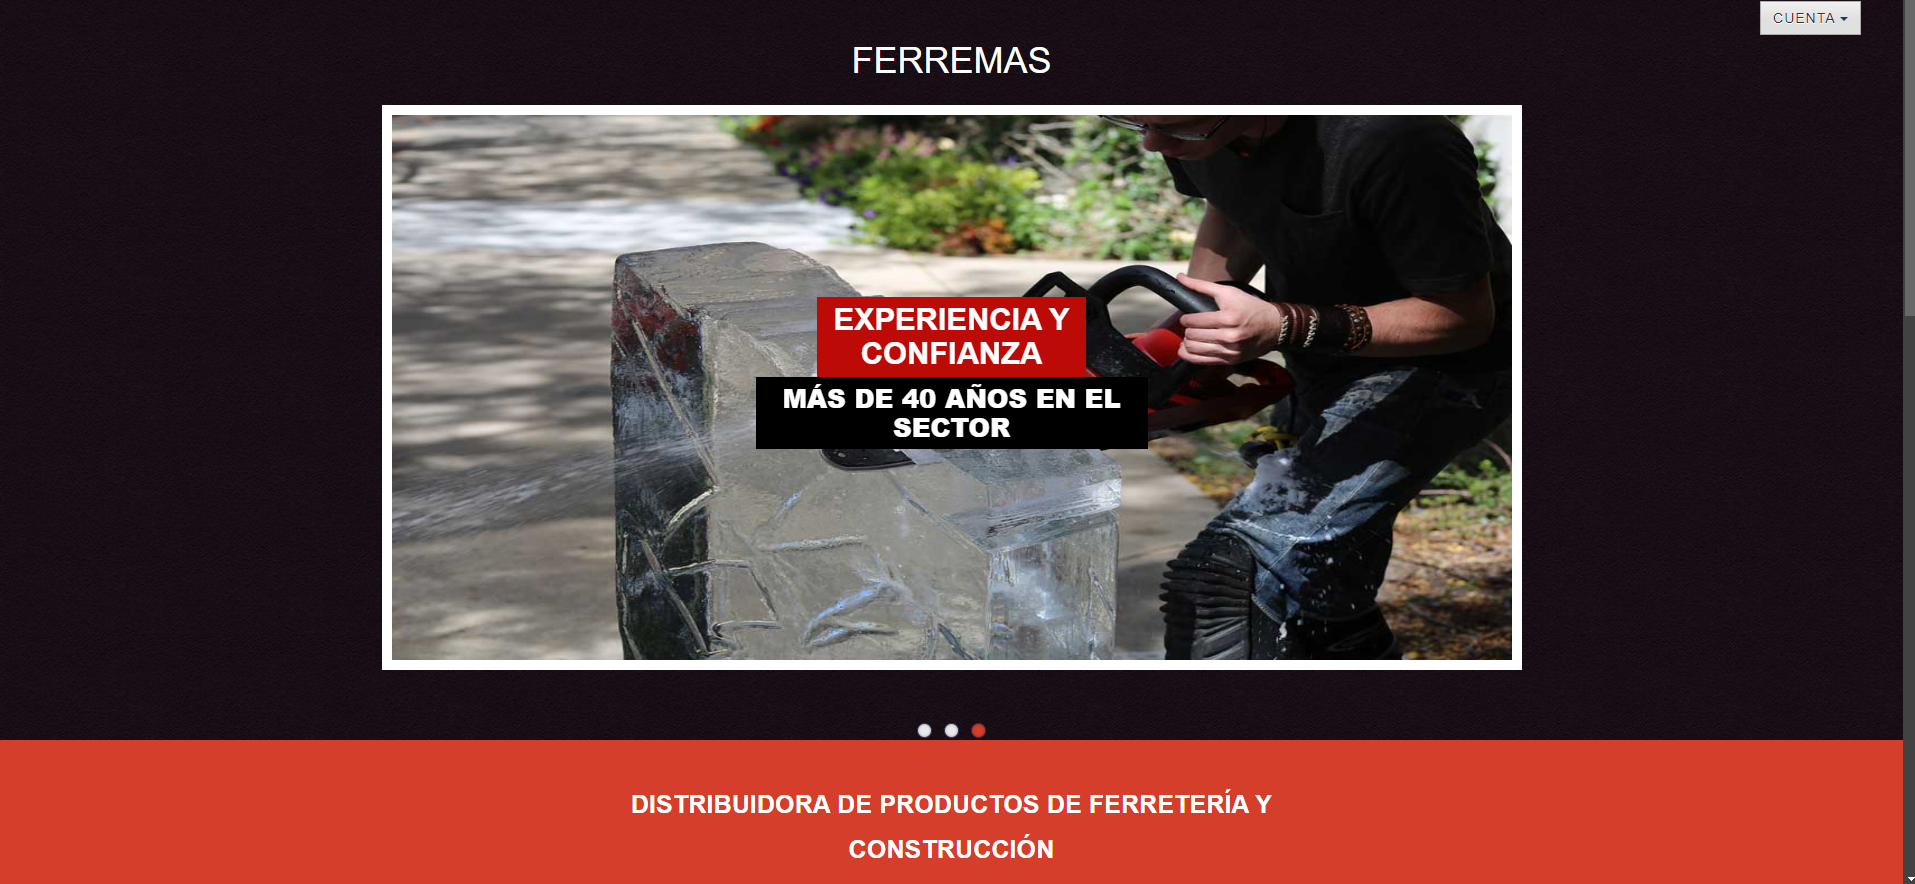 CUENTA
FERREMAS
EXPERIENCIA Y
CONFIANZA
MÁS DE 40 AÑOS EN EL
SECTOR
DISTRIBUIDORA DE PRODUCTOS DE FERRETERÍA Y
CONSTRUCCIÓN